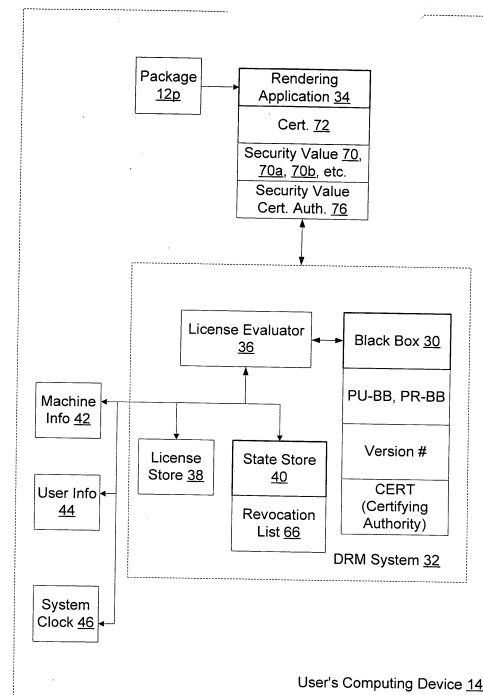 Package
12p
Rendering
Application 34
Cert. 72
Security Value 70,
70a, 70b, etc.
Security Value
Cert. Auth. 76
License Evaluator
36
Black Box 30
PU-BB, PR-BB
Version #
CERT
(Certifying
Authority)
Machine
Info 42
License
Store 38
State Store
40
Revocation
List 66
User Info
44
DRM System 32
System
Clock 46
User's Computing Device 14